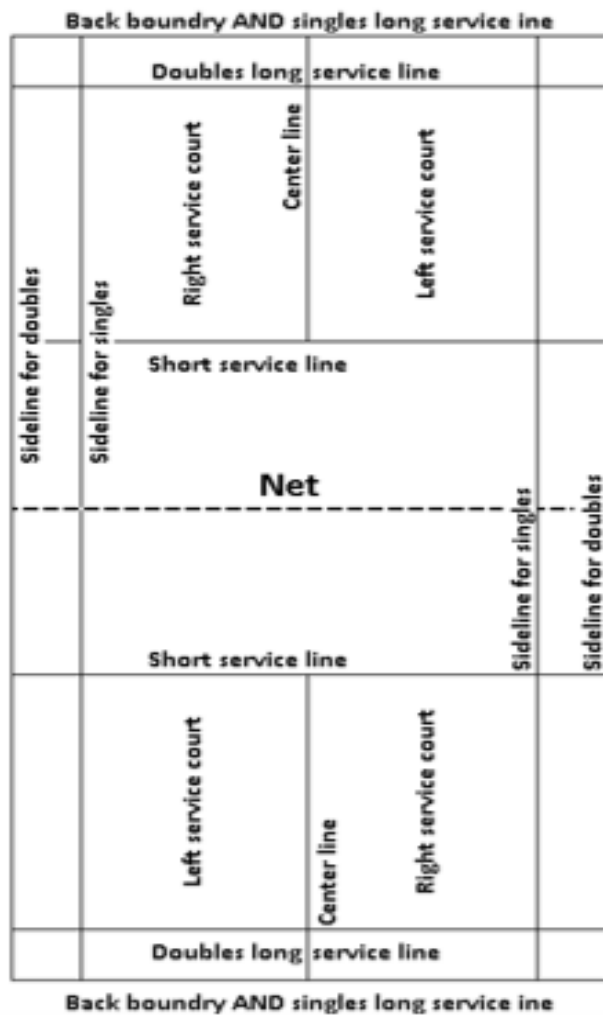 Back boundry AND singles long service ine
Doubles long service line
Right service court
Center line
Left service court
Sideline for doubles
Sideline for singles
Short service line
Net
Sideline for singles
Sideline for doubles
Short service line
Left service court
Center line
Right service court
Doubles long service line
Back boundry AND singles long service ine